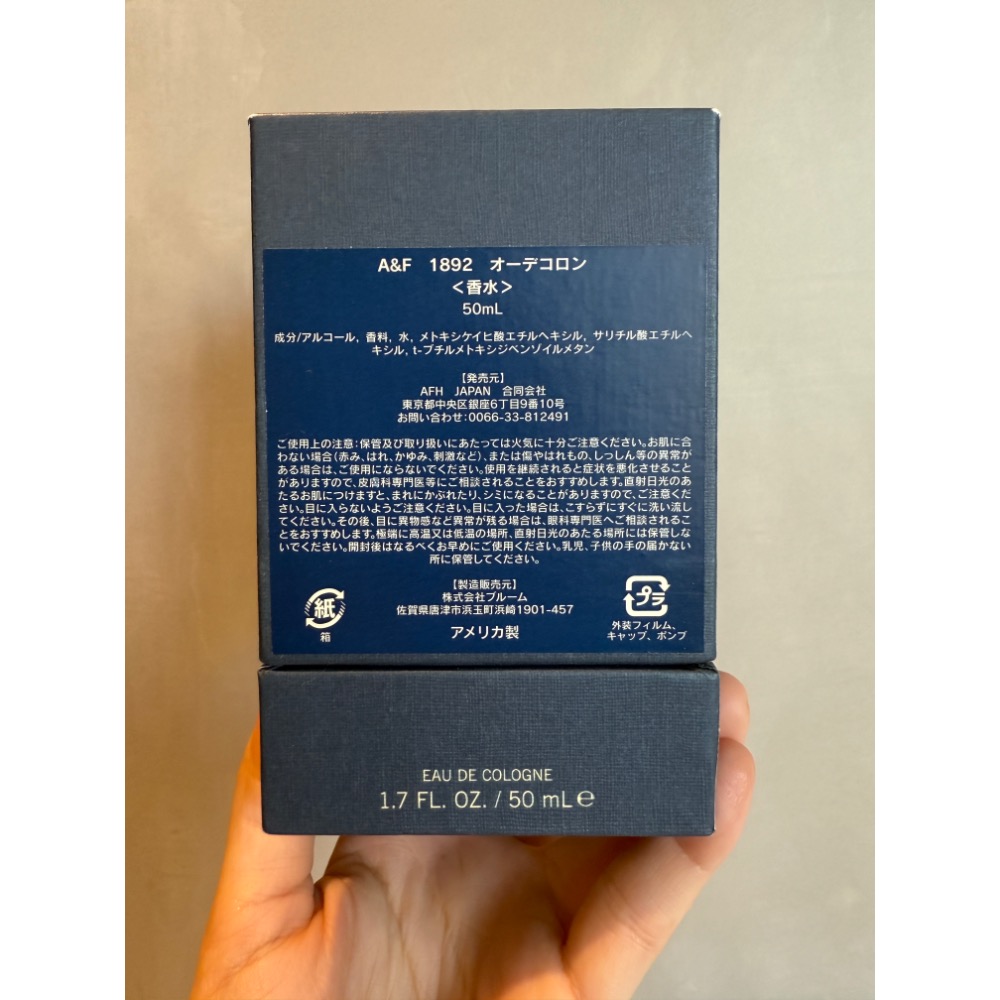 A&F 1892 オーデコロン
<香水>
50mL
成分/アルコール, 香料, 水, メトキシケイヒ酸エチルヘキシル, サリチル酸エチルヘ
キシル, t-ブチルメトキシジベンゾイルメタン
【発売元】
AFH JAPAN 合同会社
東京都中央区銀座6丁目9番10号
お問い合わせ:0066-33-812491
ご使用上の注意:保管及び取り扱いにあたっては火気に十分ご注意ください。お肌に合
わない場合(赤み、はれ、かゆみ、刺激など)、または傷やはれもの、しっしん等の異常が
ある場合は、ご使用にならないでください。使用を継続されると症状を悪化させること
がありますので、皮膚科専門医等にご相談されることをおすすめします。直射日光のあ
たるお肌につけますと、まれにかぶれたり、シミになることがありますので、ご注意くだ
さい。目に入らないようご注意ください。目に入った場合は、こすらずにすぐに洗い流し
てください。その後、目に異物感など異常が残る場合は、眼科専門医へご相談されるこ
とをおすすめします。極端に高温又は低温の場所、直射日光のあたる場所には保管しな
いでください。開封後はなるべくお早めにご使用ください。乳児、子供の手の届かない
所に保管してください。
【製造販売元】
株式会社ブルーム
佐賀県唐津市浜玉町浜崎1901-457
アメリカ製
紙
箱
プラ
外装フィルム、
キャップ、ポンプ
EAU DE COLOGNE
1.7 FL. OZ. / 50 mL ℮